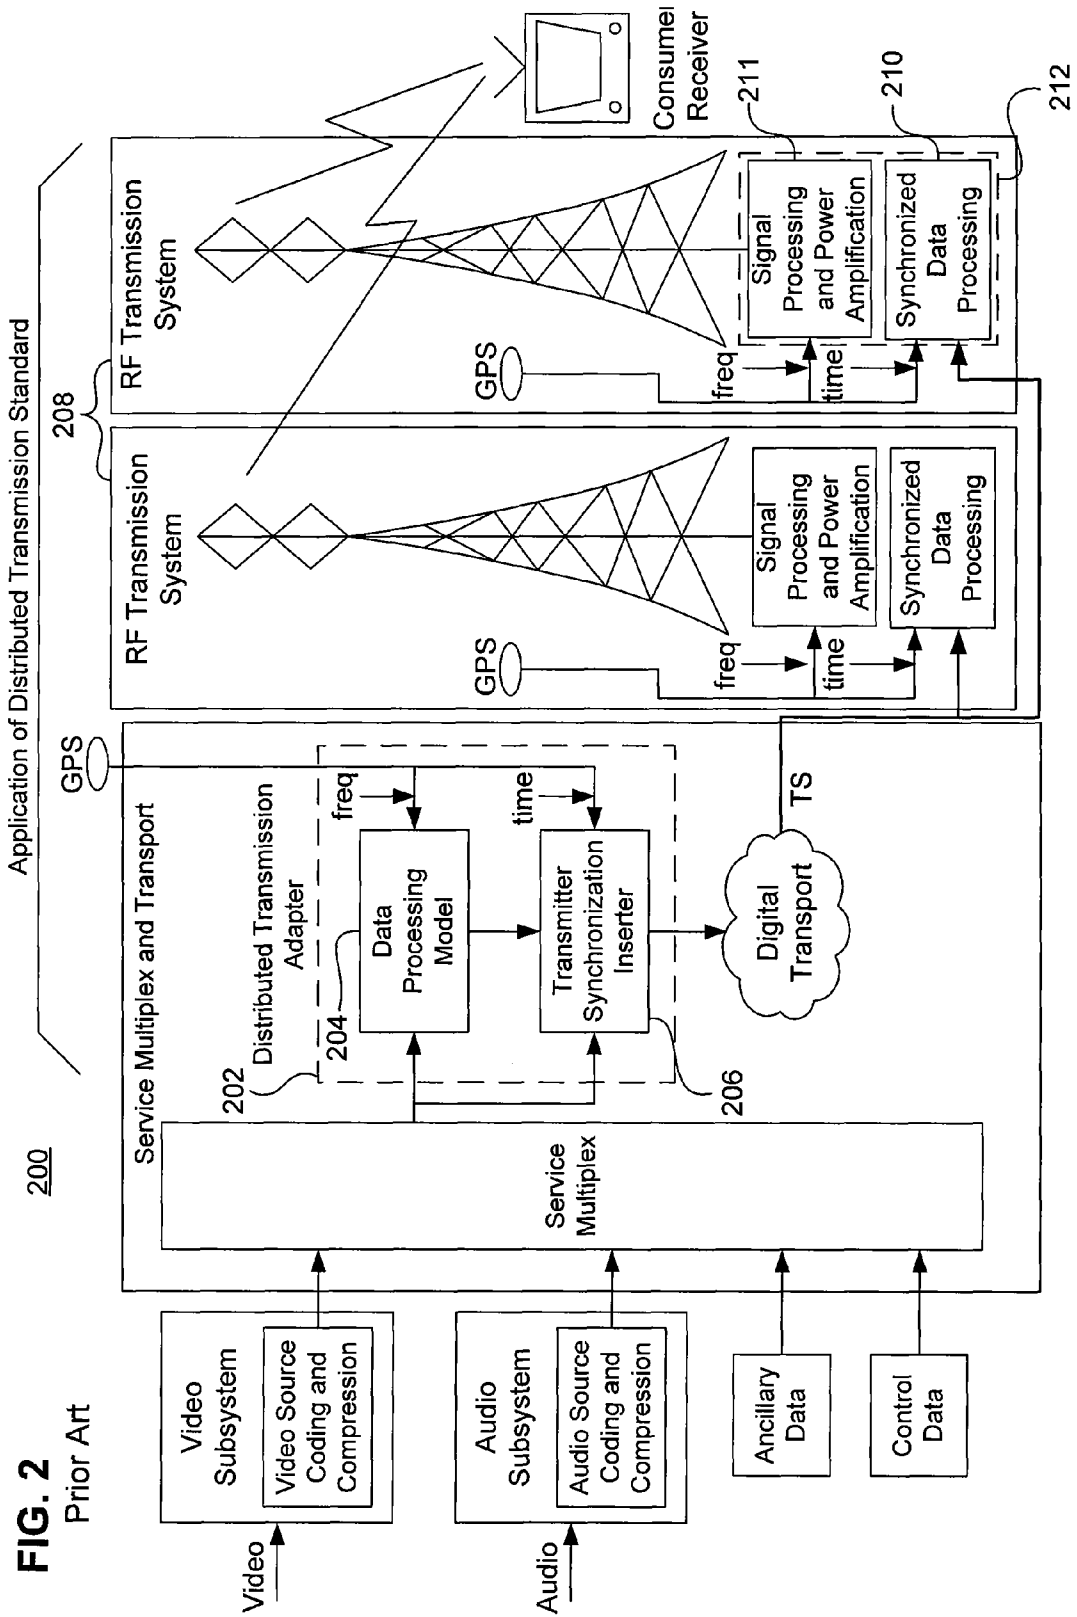 FIG. 2
Prior Art
200
Application of Distributed Transmission Standard
Video
Video
Subsystem
Video Source
Coding and
Compression
Audio
Audio
Subsystem
Audio Source
Coding and
Compression
Ancillary
Data
Control
Data
Service Multiplex and Transport
Service
Multiplex
202
Distributed Transmission
Adapter
204
Data
Processing
Model
freq
GPS
Transmitter
Synchronization
Inserter
time
206
Digital
Transport
TS
208
RF Transmission
System
GPS
freq
time
Signal
Processing
and Power
Amplification
Synchronized
Data
Processing
RF Transmission
System
GPS
freq
time
Signal
Processing
and Power
Amplification
Synchronized
Data
Processing
Consumer
Receiver
211
210
212